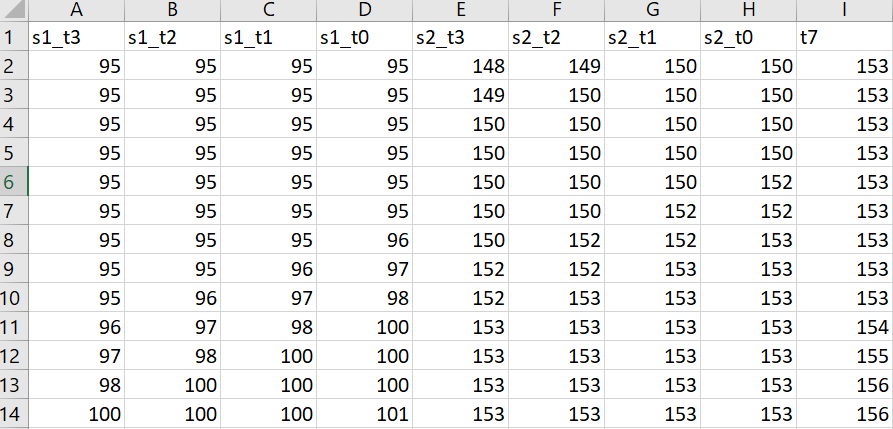 A B C D E F G H I
1 s1_t3 s1_t2 s1_t1 s1_t0 s2_t3 s2_t2 s2_t1 s2_t0 t7
2 95 95 95 95 148 149 150 150 153
3 95 95 95 95 149 150 150 150 153
4 95 95 95 95 150 150 150 150 153
5 95 95 95 95 150 150 150 150 153
6 95 95 95 95 150 150 150 152 153
7 95 95 95 95 150 150 152 152 153
8 95 95 95 96 150 152 152 153 153
9 95 95 96 97 152 152 153 153 153
10 95 96 97 98 152 153 153 153 153
11 96 97 98 100 153 153 153 153 154
12 97 98 100 100 153 153 153 153 155
13 98 100 100 100 153 153 153 153 156
14 100 100 100 101 153 153 153 153 156